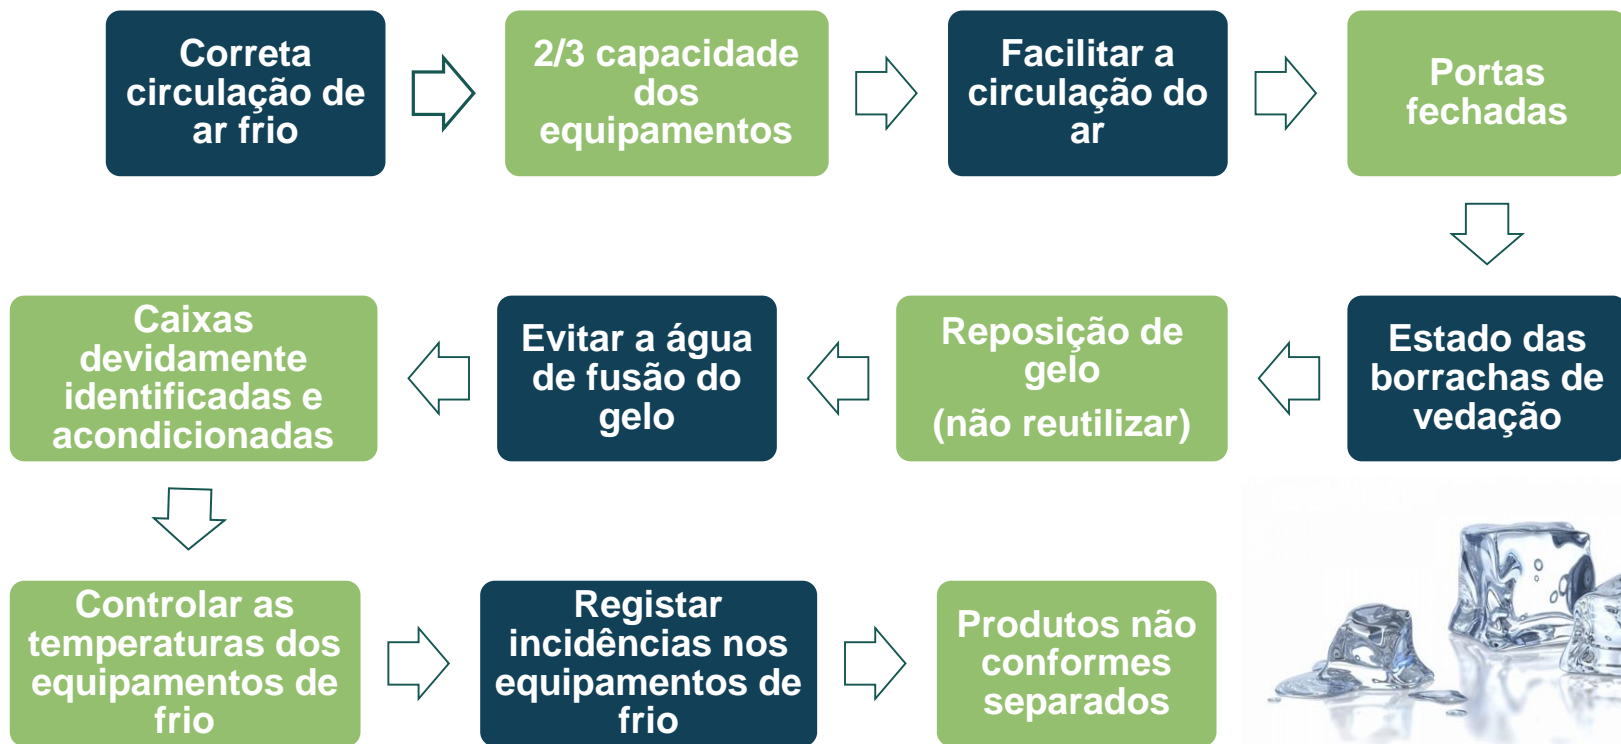 Correta
circulação de
ar frio
2/3 capacidade
dos
equipamentos
Facilitar a
circulação do
ar
Portas
fechadas
Estado das
borrachas de
vedação
Reposição de
gelo
(não reutilizar)
Evitar a água
de fusão do
gelo
Caixas
devidamente
identificadas e
acondicionadas
Controlar as
temperaturas dos
equipamentos de
frio
Registar
incidências nos
equipamentos de
frio
Produtos não
conformes
separados